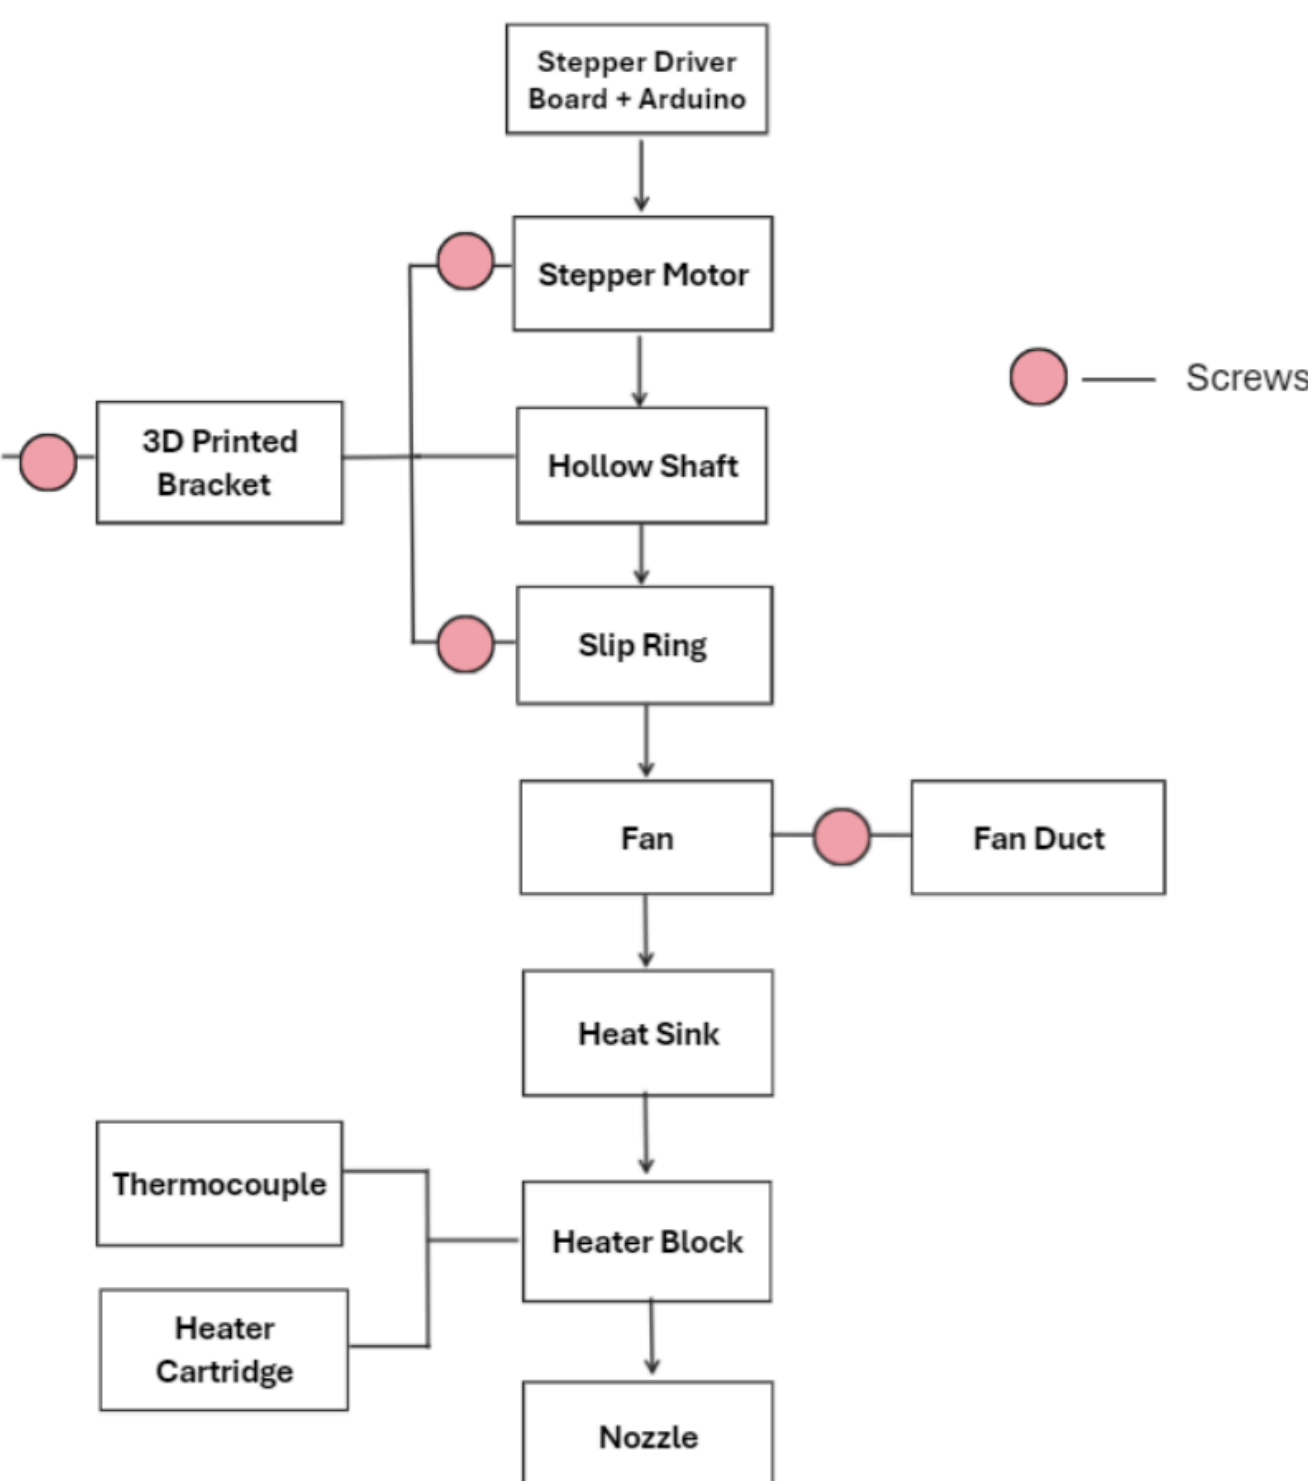 Stepper Driver
Board + Arduino
Stepper Motor
Screws
3D Printed
Bracket
Hollow Shaft
Slip Ring
Fan
Fan Duct
Heat Sink
Thermocouple
Heater Block
Heater
Cartridge
Nozzle